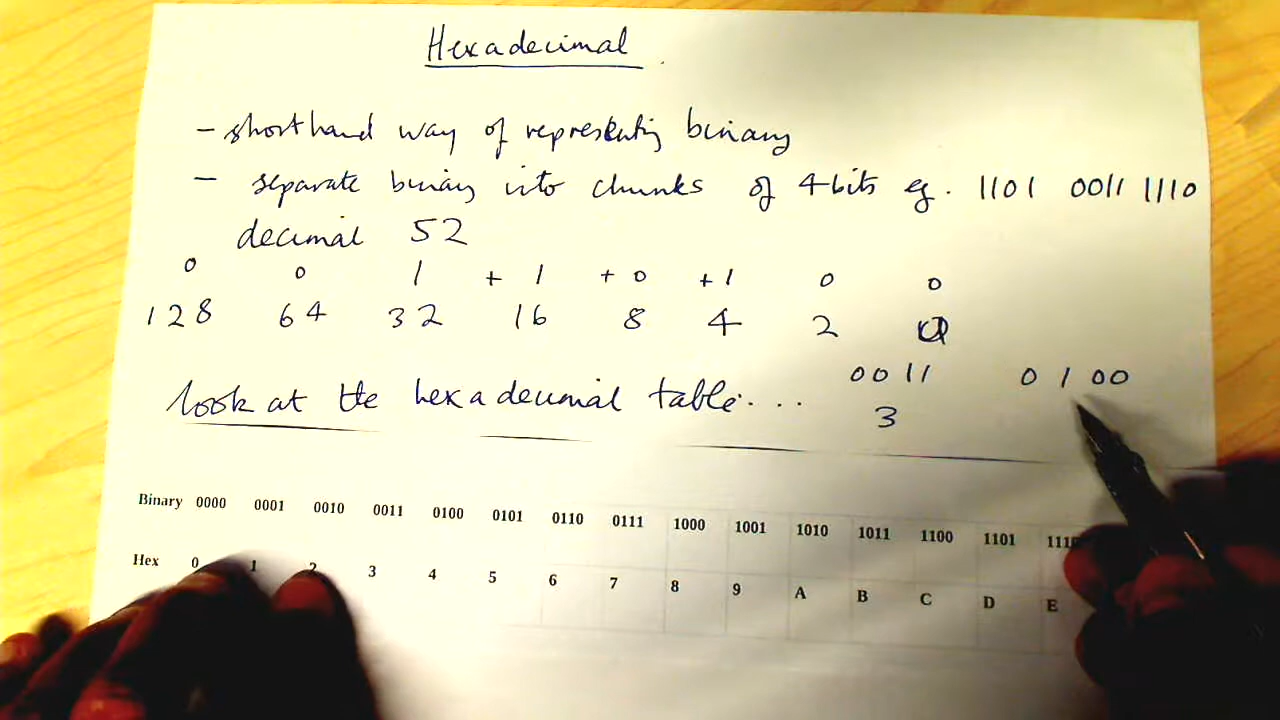 Hexadecimal
- shorthand way of representing binary
- separate binary into chunks of 4 bits eg. 1101 0011 1110
decimal 52
0 0 1 + 1 + 0 + 1 0 0
128 64 32 16 8 4 2
0011 0100
look at the hexadecimal table....
3
Binary 0000 0001 0010 0011 0100 0101 0110 0111 1000 1001 1010 1011 1100 1101
Hex 0 1 2 3 4 5 6 7 8 9 A B C D E